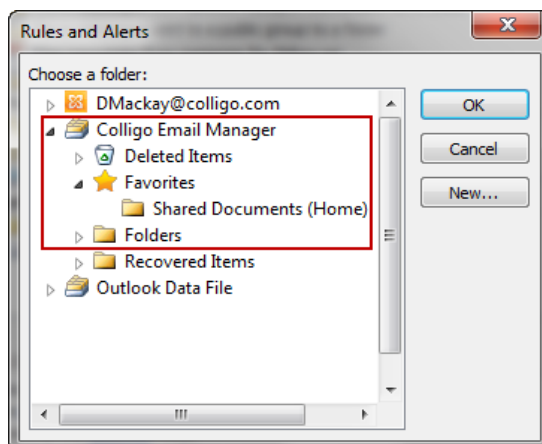 Rules and Alerts
Choose a folder:
DMackay@colligo.com
Colligo Email Manager
Deleted Items
Favorites
Shared Documents (Home)
Folders
Recovered Items
Outlook Data File
OK
Cancel
New...